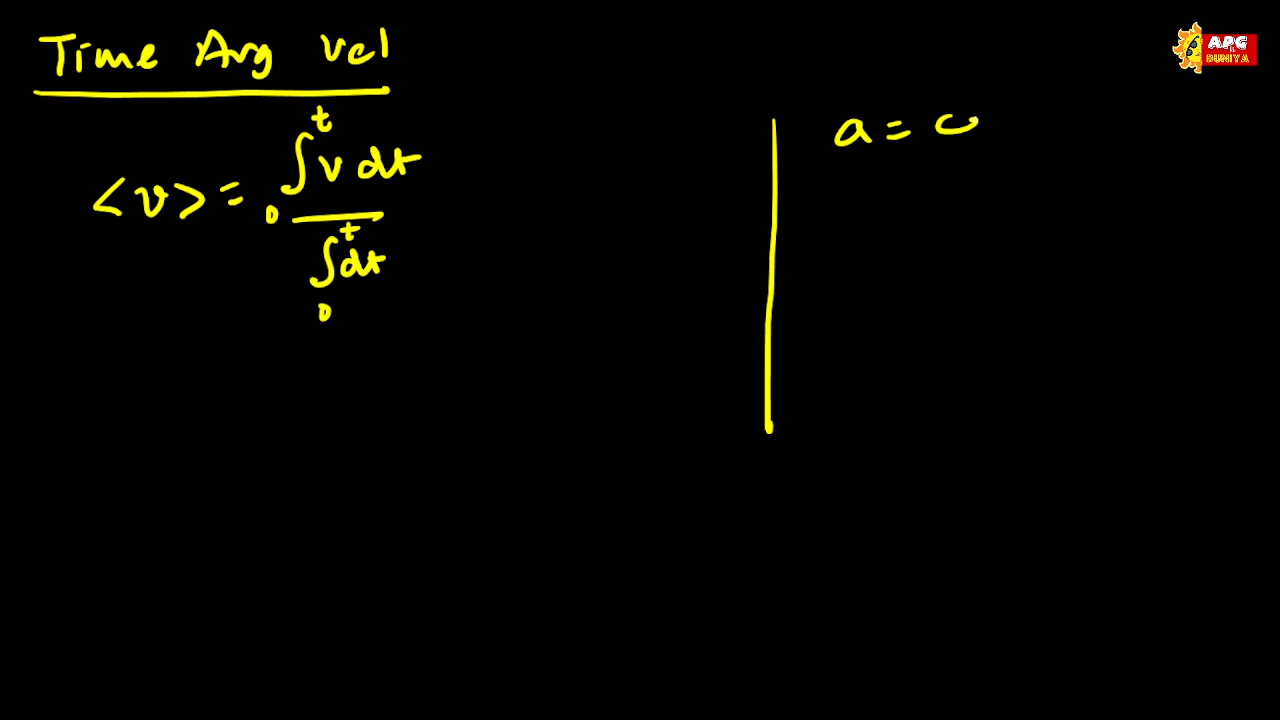 Time Avg Vel
<v> = ∫₀ᵗ v dt / ∫₀ᵗ dt
a = c
APG
DUNIYA